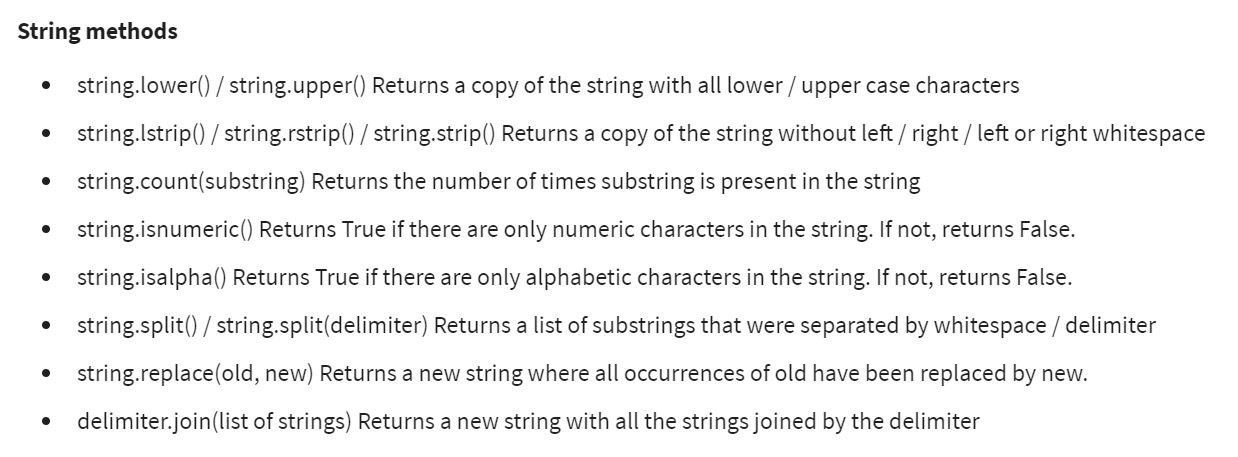 String methods
• string.lower() / string.upper() Returns a copy of the string with all lower / upper case characters
• string.lstrip() / string.rstrip() / string.strip() Returns a copy of the string without left / right / left or right whitespace
• string.count(substring) Returns the number of times substring is present in the string
• string.isnumeric() Returns True if there are only numeric characters in the string. If not, returns False.
• string.isalpha() Returns True if there are only alphabetic characters in the string. If not, returns False.
• string.split() / string.split(delimiter) Returns a list of substrings that were separated by whitespace / delimiter
• string.replace(old, new) Returns a new string where all occurrences of old have been replaced by new.
• delimiter.join(list of strings) Returns a new string with all the strings joined by the delimiter